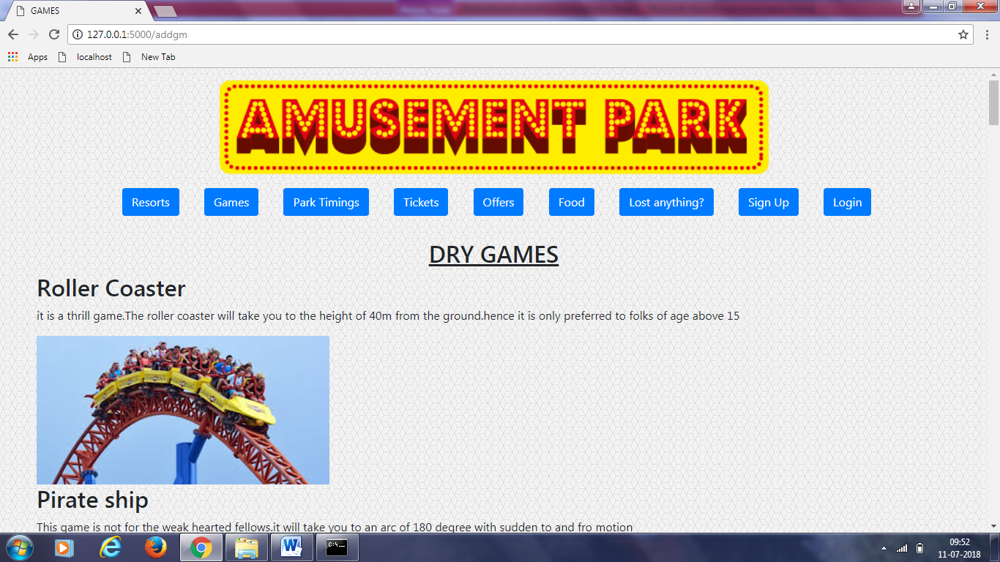 GAMES
127.0.0.1:5000/addgm
Apps localhost New Tab
AMUSEMENT PARK
Resorts Games Park Timings Tickets Offers Food Lost anything? Sign Up Login
DRY GAMES
Roller Coaster
it is a thrill game.The roller coaster will take you to the height of 40m from the ground.hence it is only preferred to folks of age above 15
Pirate ship
This game is not for the weak hearted fellows.it will take you to an arc of 180 degree with sudden to and fro motion
09:52
11-07-2018